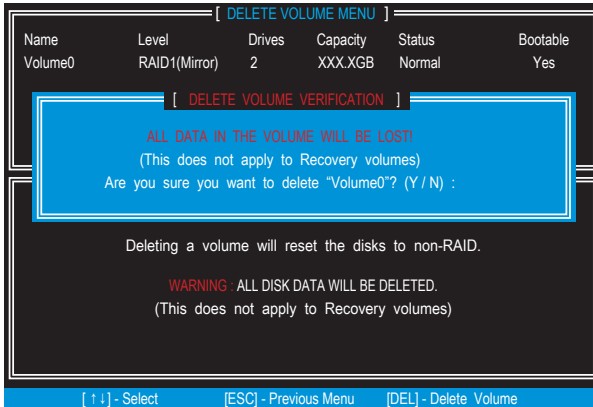 [ DELETE VOLUME MENU ]
Name Level Drives Capacity Status Bootable
Volume0 RAID1(Mirror) 2 XXX.XGB Normal Yes
[ DELETE VOLUME VERIFICATION ]
ALL DATA IN THE VOLUME WILL BE LOST!
(This does not apply to Recovery volumes)
Are you sure you want to delete “Volume0”? (Y / N) :
Deleting a volume will reset the disks to non-RAID.
WARNING : ALL DISK DATA WILL BE DELETED.
(This does not apply to Recovery volumes)
[ ↑↓] - Select [ESC] - Previous Menu [DEL] - Delete Volume